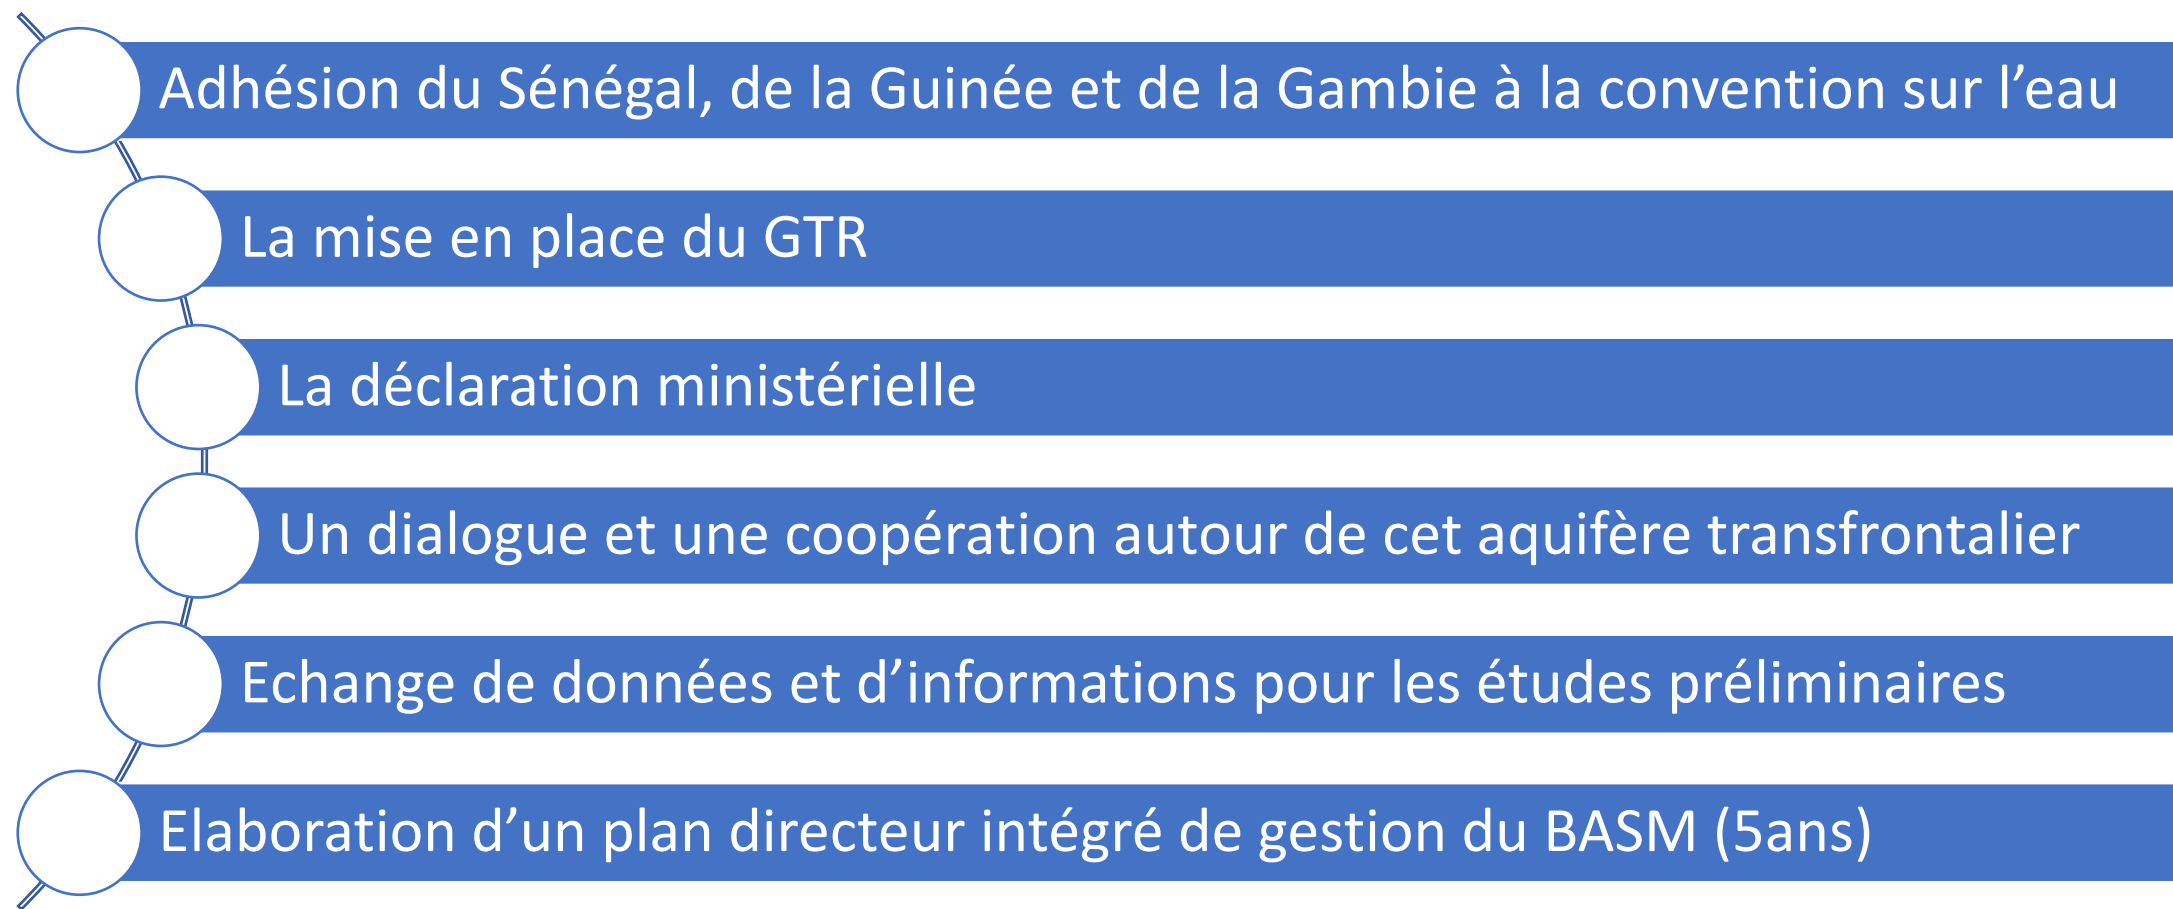 Adhésion du Sénégal, de la Guinée et de la Gambie à la convention sur l’eau
La mise en place du GTR
La déclaration ministérielle
Un dialogue et une coopération autour de cet aquifère transfrontalier
Echange de données et d’informations pour les études préliminaires
Elaboration d’un plan directeur intégré de gestion du BASM (5ans)